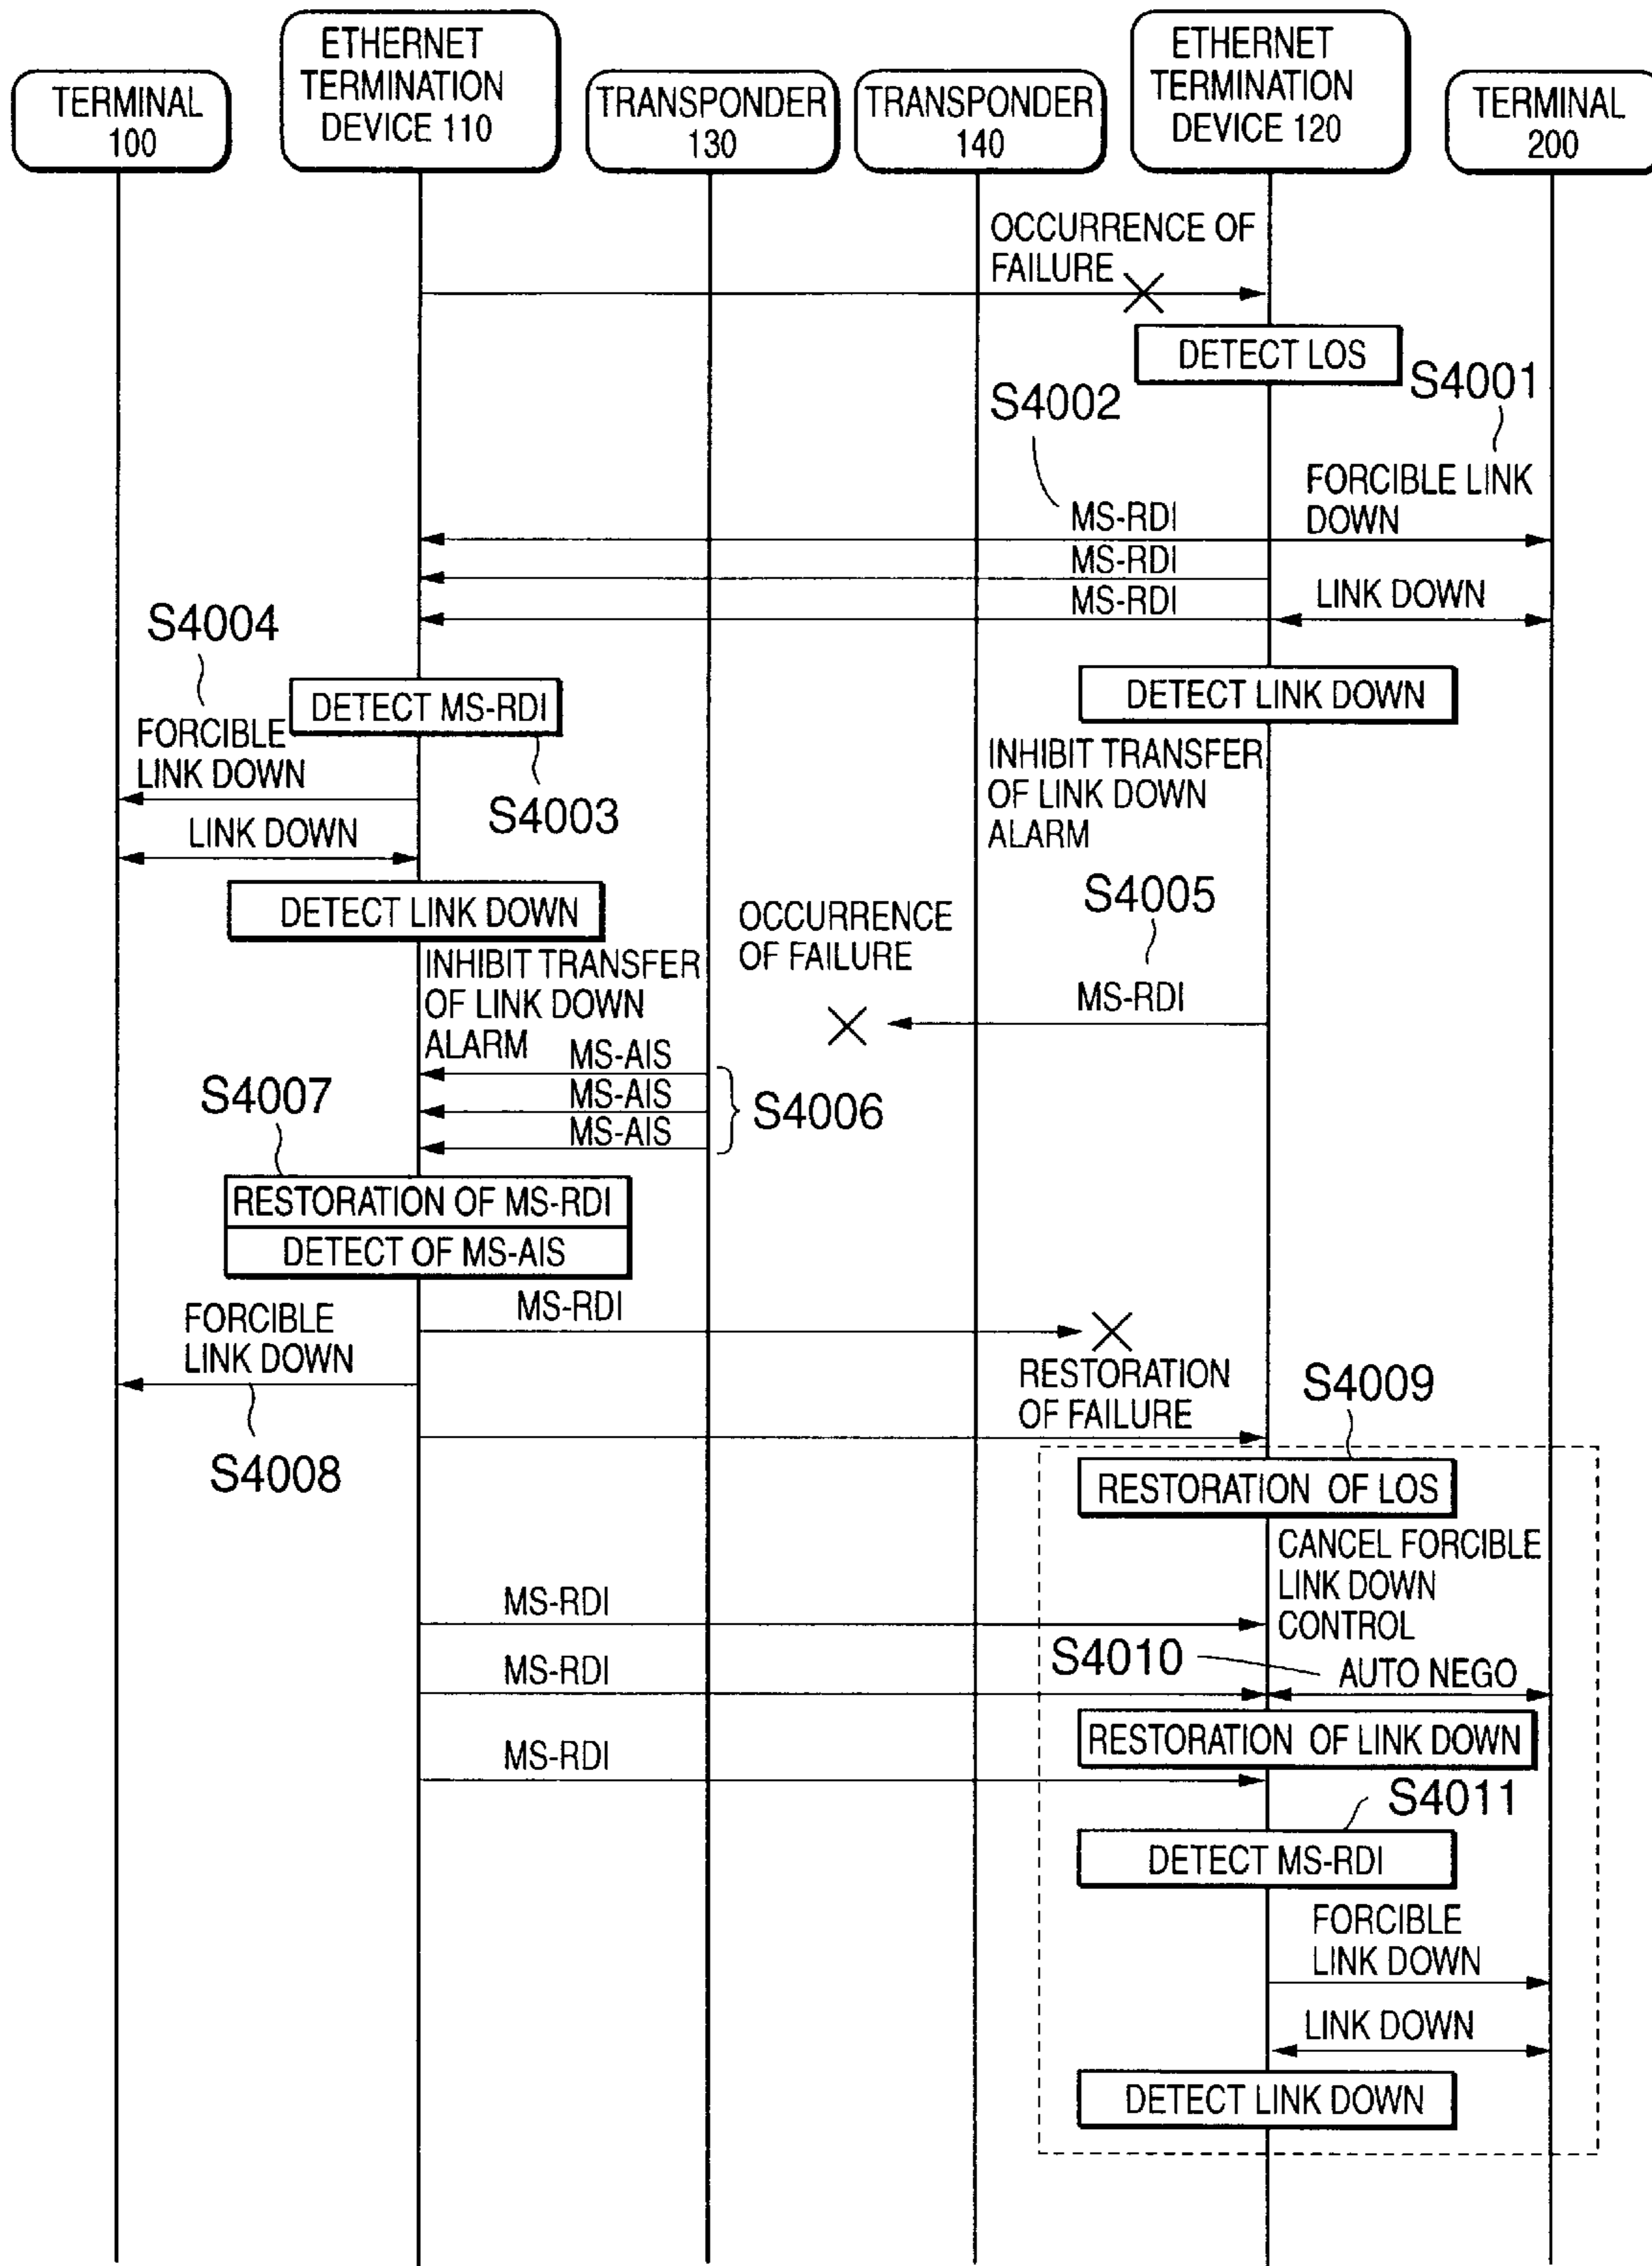 TERMINAL
100
ETHERNET
TERMINATION
DEVICE 110
TRANSPONDER
130
TRANSPONDER
140
ETHERNET
TERMINATION
DEVICE 120
TERMINAL
200
OCCURRENCE OF
FAILURE
DETECT LOS
S4001
S4002
FORCIBLE LINK
DOWN
MS-RDI
MS-RDI
MS-RDI
LINK DOWN
S4004
DETECT MS-RDI
DETECT LINK DOWN
FORCIBLE
LINK DOWN
S4003
INHIBIT TRANSFER
OF LINK DOWN
ALARM
LINK DOWN
DETECT LINK DOWN
S4005
OCCURRENCE
OF FAILURE
INHIBIT TRANSFER
OF LINK DOWN
ALARM
MS-RDI
MS-AIS
MS-AIS
MS-AIS
S4006
S4007
RESTORATION OF MS-RDI
DETECT OF MS-AIS
MS-RDI
FORCIBLE
LINK DOWN
RESTORATION
OF FAILURE
S4009
S4008
RESTORATION OF LOS
CANCEL FORCIBLE
LINK DOWN
CONTROL
MS-RDI
S4010
AUTO NEGO
MS-RDI
RESTORATION OF LINK DOWN
MS-RDI
S4011
DETECT MS-RDI
FORCIBLE
LINK DOWN
LINK DOWN
DETECT LINK DOWN